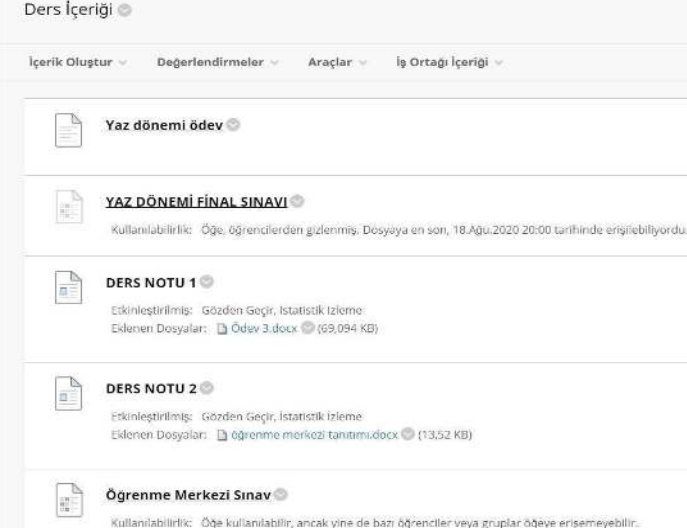 Ders İçeriği
İçerik Oluştur Değerlendirmeler Araçlar İş Ortağı İçeriği
Yaz dönemi ödev
YAZ DÖNEMİ FİNAL SINAVI
Kullanılabilirlik: Öğe, öğrencilerden gizlenmiş. Dosyaya en son, 18.Ağu.2020 20:00 tarihinde erişilebiliyordu.
DERS NOTU 1
Etkinleştirilmiş: Gözden Geçir, İstatistik İzleme
Eklenen Dosyalar: Ödev 3.docx (69,094 KB)
DERS NOTU 2
Etkinleştirilmiş: Gözden Geçir, İstatistik İzleme
Eklenen Dosyalar: öğrenme merkezi tanıtımı.docx (13,52 KB)
Öğrenme Merkezi Sınav
Kullanılabilirlik: Öğe kullanılabilir, ancak yine de bazı öğrenciler veya gruplar öğeye erişemeyebilir.